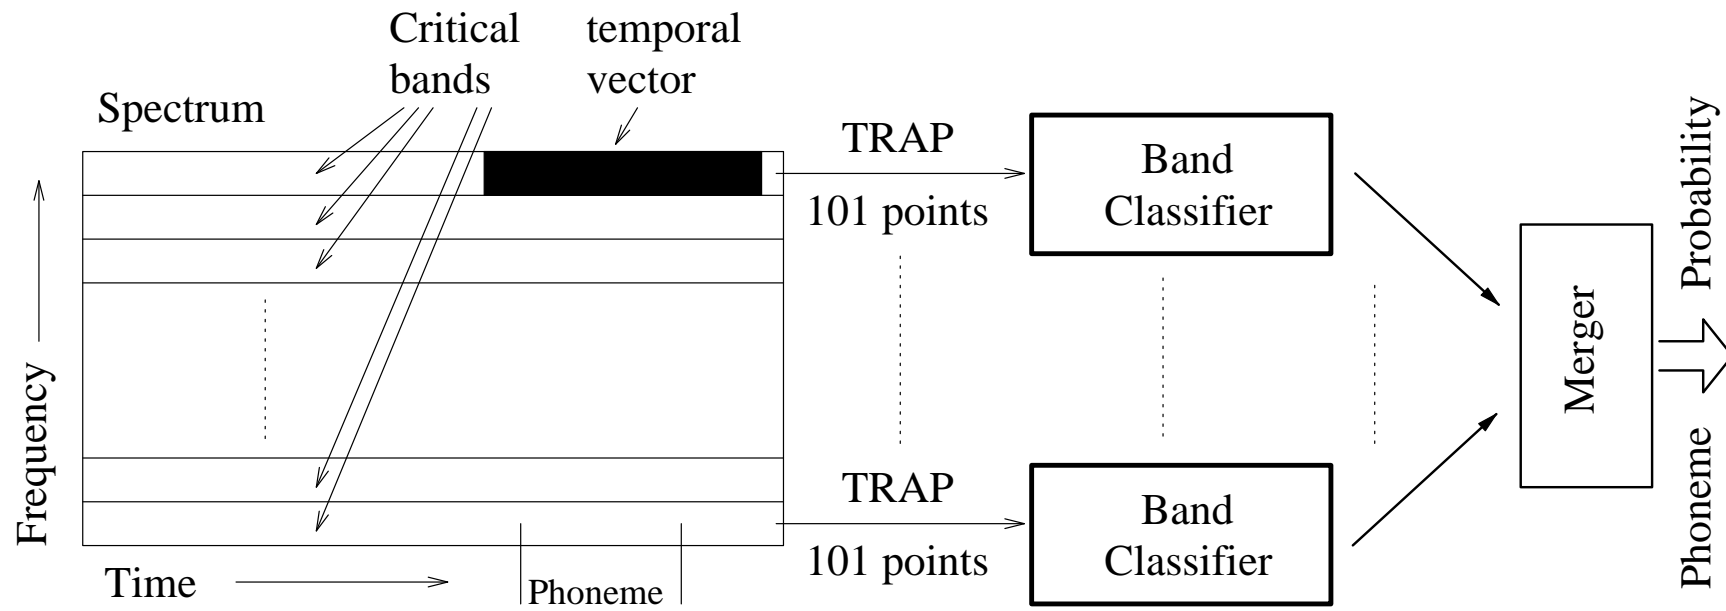 Critical
bands
temporal
vector
Spectrum
Frequency
Time
Phoneme
TRAP
101 points
Band
Classifier
TRAP
101 points
Band
Classifier
Merger
Phoneme Probability